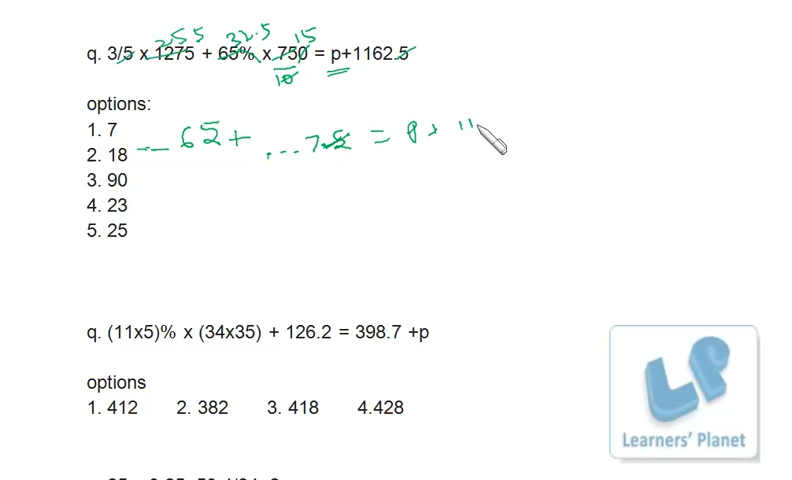 255 32.5 15
q. 3/5 x 1275 + 65% x 750 = p+1162.5
10
options:
1. 7
2. 18
3. 90
4. 23
5. 25
q. (11x5)% x (34x35) + 126.2 = 398.7 +p
options
1. 412 2. 382 3. 418 4.428
LP
Learners' Planet